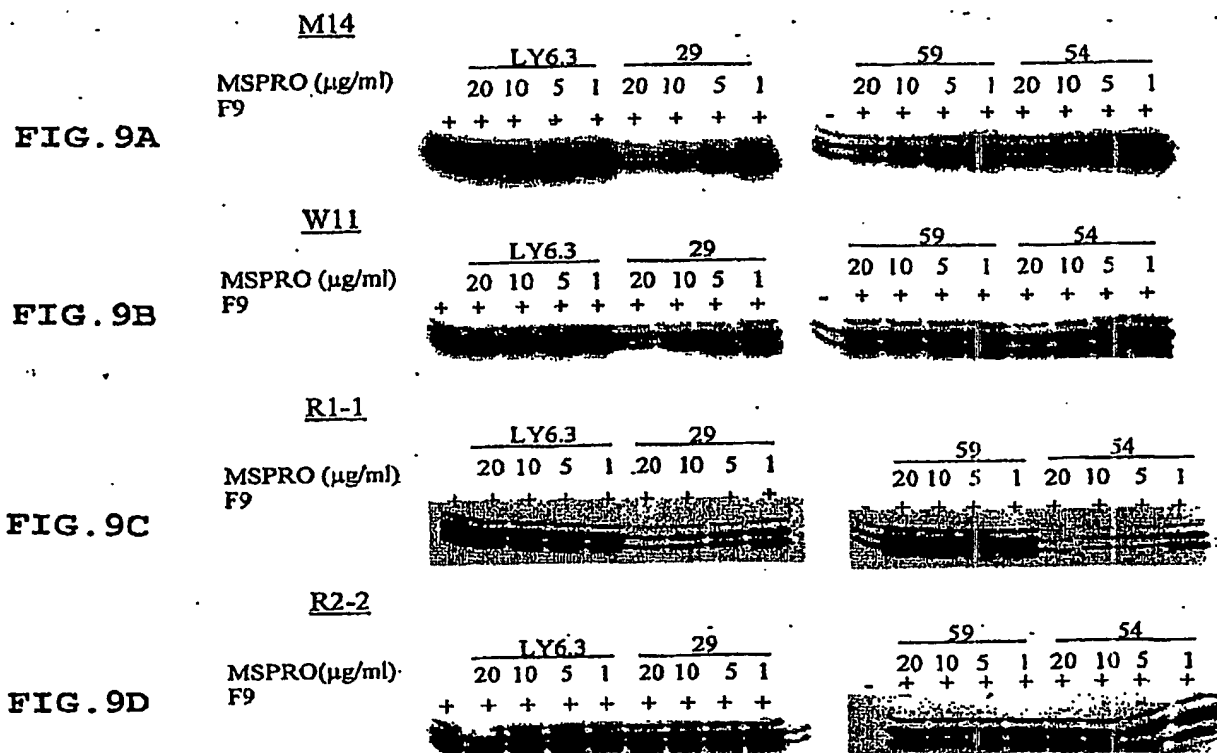 M14
LY6.3 29 59 54
MSPRO (µg/ml) 20 10 5 1 20 10 5 1 20 10 5 1 20 10 5 1
F9 + + + + + + + + + - + + + + + + + +
FIG.9A
W11
LY6.3 29 59 54
MSPRO (µg/ml) 20 10 5 1 20 10 5 1 20 10 5 1 20 10 5 1
F9 + + + + + + + + + - + + + + + + + +
FIG.9B
R1-1
LY6.3 29 59 54
MSPRO (µg/ml) 20 10 5 1 20 10 5 1 20 10 5 1 20 10 5 1
F9 + + + + + + + + + - + + + + + + + +
FIG.9C
R2-2
LY6.3 29 59 54
MSPRO(µg/ml) 20 10 5 1 20 10 5 1 20 10 5 1 20 10 5 1
F9 + + + + + + + + + - + + + + + + + +
FIG.9D